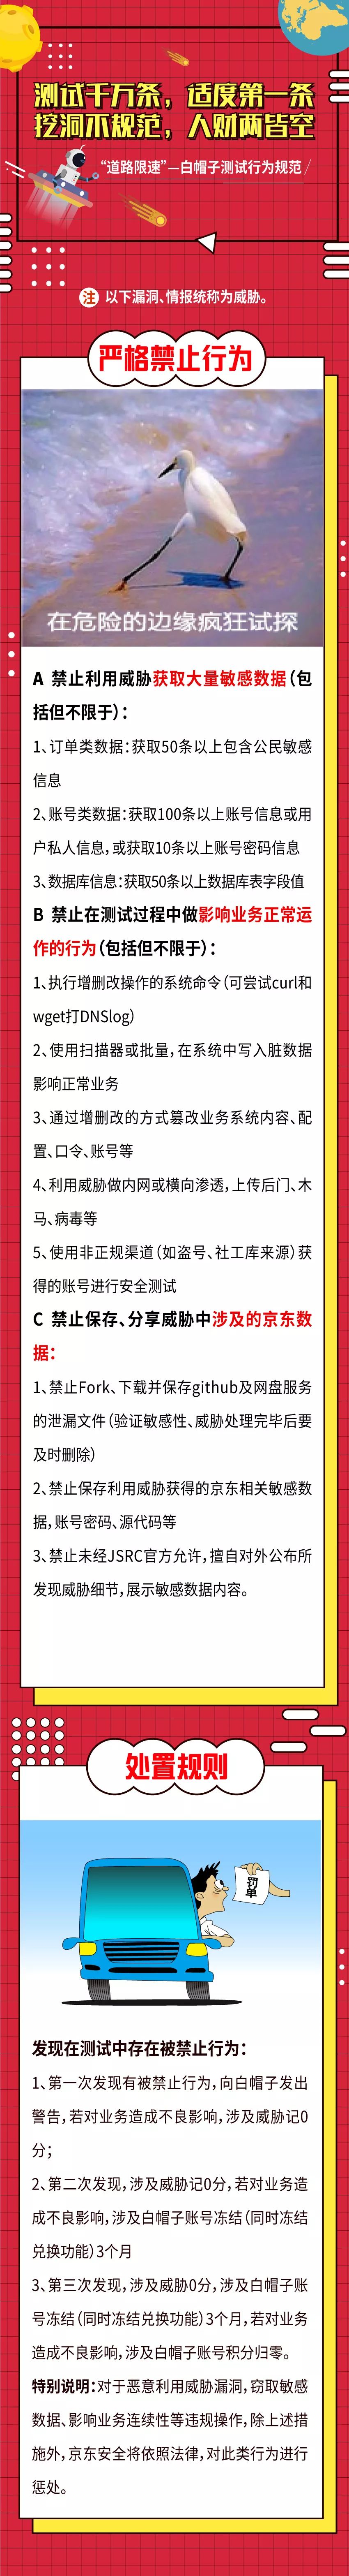 测试千万条，适度第一条
挖洞不规范，人财两皆空
“道路限速”—白帽子测试行为规范
注 以下漏洞、情报统称为威胁。
严格禁止行为
在危险的边缘疯狂试探
A 禁止利用威胁获取大量敏感数据（包
括但不限于）：
1、订单类数据：获取50条以上包含公民敏感
信息
2、账号类数据：获取100条以上账号信息或用
户私人信息，或获取10条以上账号密码信息
3、数据库信息：获取50条以上数据库表字段值
B 禁止在测试过程中做影响业务正常运
作的行为（包括但不限于）：
1、执行增删改操作的系统命令（可尝试curl和
wget打DNSlog）
2、使用扫描器或批量，在系统中写入脏数据
影响正常业务
3、通过增删改的方式篡改业务系统内容、配
置、口令、账号等
4、利用威胁做内网或横向渗透，上传后门、木
马、病毒等
5、使用非正规渠道（如盗号、社工库来源）获
得的账号进行安全测试
C 禁止保存、分享威胁中涉及的京东数
据：
1、禁止Fork、下载并保存github及网盘服务
的泄漏文件（验证敏感性、威胁处理完毕后要
及时删除）
2、禁止保存利用威胁获得的京东相关敏感数
据，账号密码、源代码等
3、禁止未经JSRC官方允许，擅自对外公布所
发现威胁细节，展示敏感数据内容。
处置规则
罚单
发现在测试中存在被禁止行为：
1、第一次发现有被禁止行为，向白帽子发出
警告，若对业务造成不良影响，涉及威胁记0
分；
2、第二次发现，涉及威胁记0分，若对业务造
成不良影响，涉及白帽子账号冻结（同时冻结
兑换功能）3个月
3、第三次发现，涉及威胁0分，涉及白帽子账
号冻结（同时冻结兑换功能）3个月，若对业务
造成不良影响，涉及白帽子账号积分归零。
特别说明：对于恶意利用威胁漏洞，窃取敏感
数据、影响业务连续性等违规操作，除上述措
施外，京东安全将依照法律，对此类行为进行
惩处。